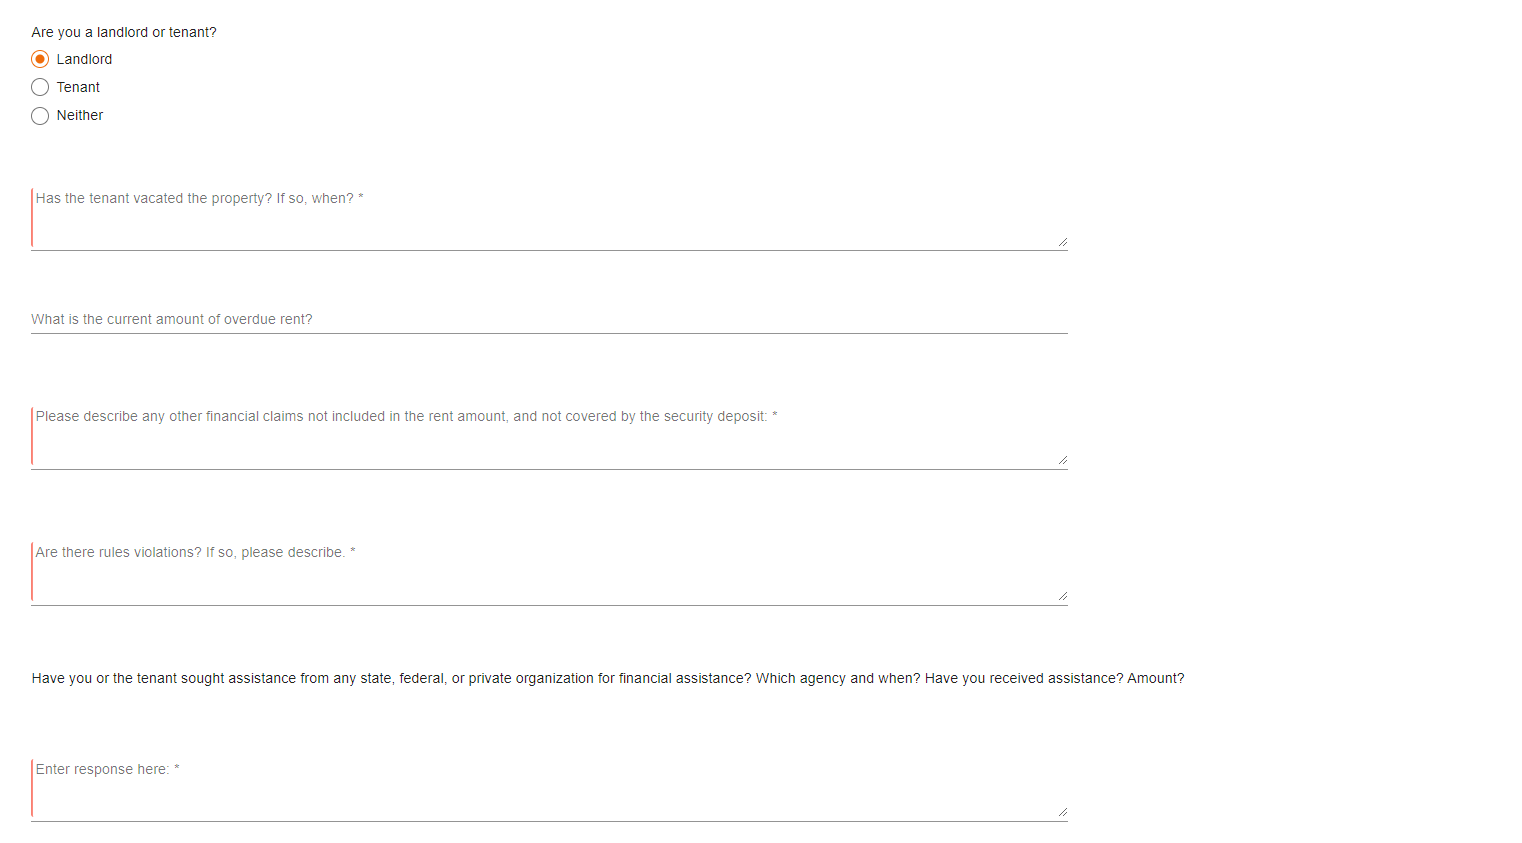 Are you a landlord or tenant?
Landlord
Tenant
Neither
Has the tenant vacated the property? If so, when? *
What is the current amount of overdue rent?
Please describe any other financial claims not included in the rent amount, and not covered by the security deposit: *
Are there rules violations? If so, please describe. *
Have you or the tenant sought assistance from any state, federal, or private organization for financial assistance? Which agency and when? Have you received assistance? Amount?
Enter response here: *